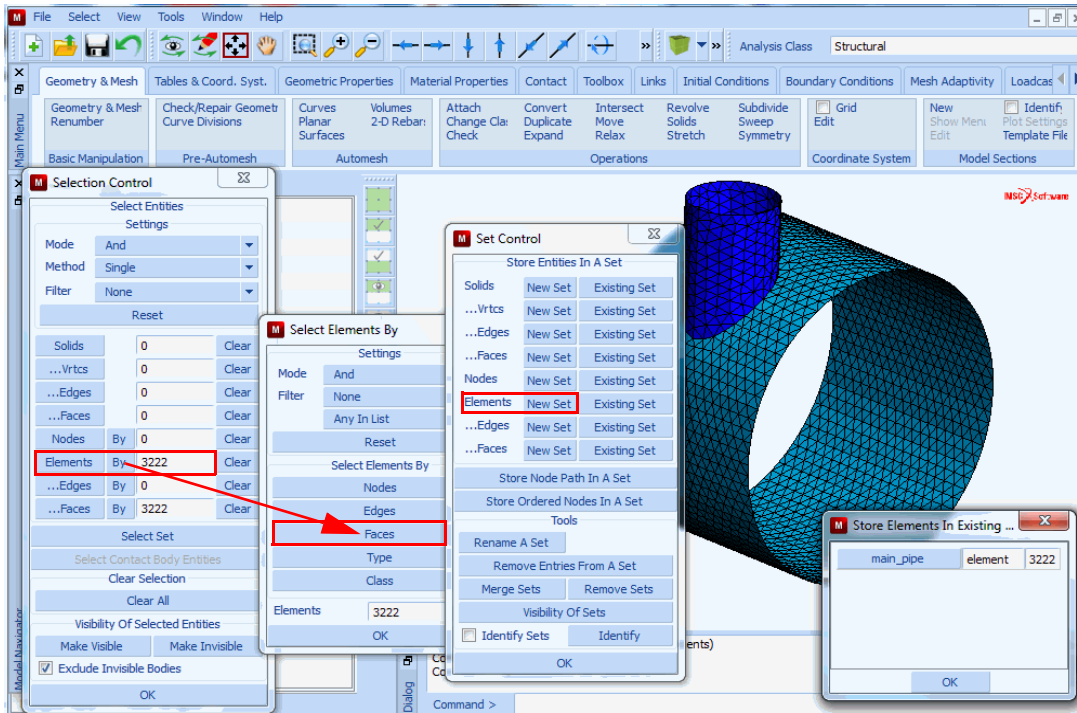 File Select View Tools Window Help
Analysis Class Structural
Geometry & Mesh Tables & Coord. Syst. Geometric Properties Material Properties Contact Toolbox Links Initial Conditions Boundary Conditions Mesh Adaptivity Loadcas
Geometry & Mesh Check/Repair Geometr Curves Volumes Attach Convert Intersect Revolve Subdivide Grid New Identify
Renumber Curve Divisions Planar 2-D Rebars Change Clas Duplicate Move Solids Sweep Edit Show Menu Plot Settings
Surfaces Check Expand Relax Stretch Symmetry Edit Template File
Basic Manipulation Pre-Automesh Automesh Operations Coordinate System Model Sections
Main Menu
Model Navigator
MSC Software
Selection Control
Select Entities
Settings
Mode And
Method Single
Filter None
Reset
Solids 0 Clear
...Vrtcs 0 Clear
...Edges 0 Clear
...Faces 0 Clear
Nodes By 0 Clear
Elements By 3222 Clear
...Edges By 0 Clear
...Faces By 3222 Clear
Select Set
Select Contact Body Entities
Clear Selection
Clear All
Visibility Of Selected Entities
Make Visible Make Invisible
Exclude Invisible Bodies
OK
Select Elements By
Settings
Mode And
Filter None
Any In List
Reset
Select Elements By
Nodes
Edges
Faces
Type
Class
Elements 3222
OK
Set Control
Store Entities In A Set
Solids New Set Existing Set
...Vrtcs New Set Existing Set
...Edges New Set Existing Set
...Faces New Set Existing Set
Nodes New Set Existing Set
Elements New Set Existing Set
...Edges New Set Existing Set
...Faces New Set Existing Set
Store Node Path In A Set
Store Ordered Nodes In A Set
Tools
Rename A Set
Remove Entries From A Set
Merge Sets Remove Sets
Visibility Of Sets
Identify Sets Identify
OK
Store Elements In Existing ...
main_pipe element 3222
OK
ents)
Co
Co
Dialog
Command >